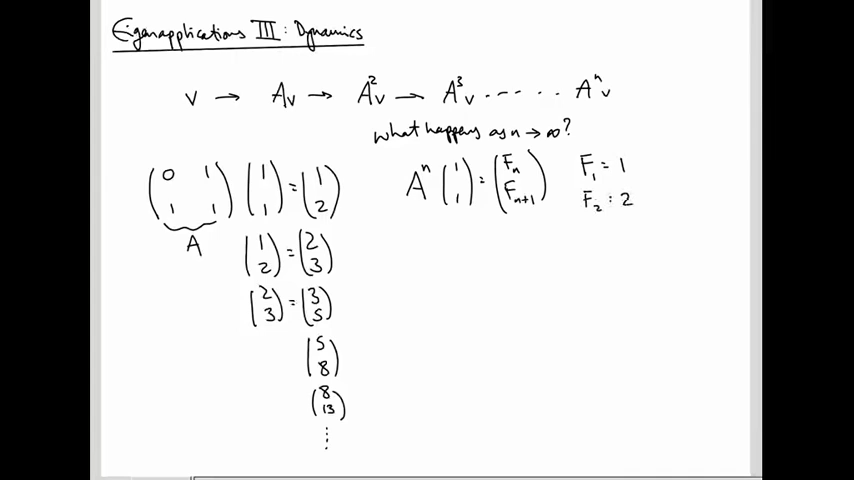 Eigenapplications III: Dynamics
v → Av → A²v → A³v ------- Aⁿv
what happens as n → ∞?
(0 1; 1 1) (1; 1) = (1; 2)
A
Aⁿ (1; 1) = (Fₙ; Fₙ₊₁)
F₁ = 1
F₂ : 2
(1; 2) = (2; 3)
(2; 3) = (3; 5)
(5; 8)
(8; 13)
⋮